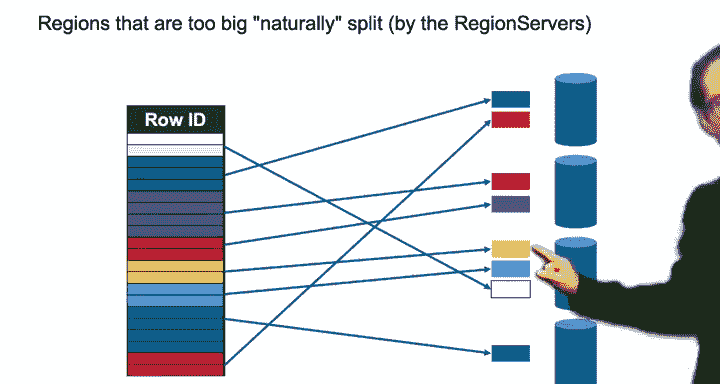 Regions that are too big "naturally" split (by the RegionServers)
Row ID